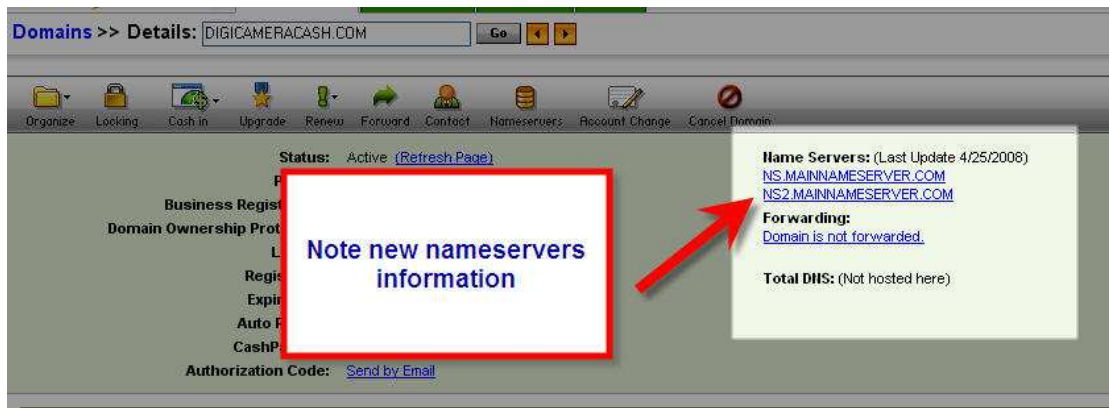 Domains >> Details: DIGICAMERACASH.COM Go
Organize Locking Cash in Upgrade Renew Forward Contact Nameservers Account Change Cancel Domain
Status: Active (Refresh Page)
Business Regist
Domain Ownership Prot
L
Regis
Expir
Auto R
CashPa
Authorization Code: Send by Email
Note new nameservers
information
Name Servers: (Last Update 4/25/2008)
NS.MAINNAMESERVER.COM
NS2.MAINNAMESERVER.COM
Forwarding:
Domain is not forwarded.
Total DNS: (Not hosted here)